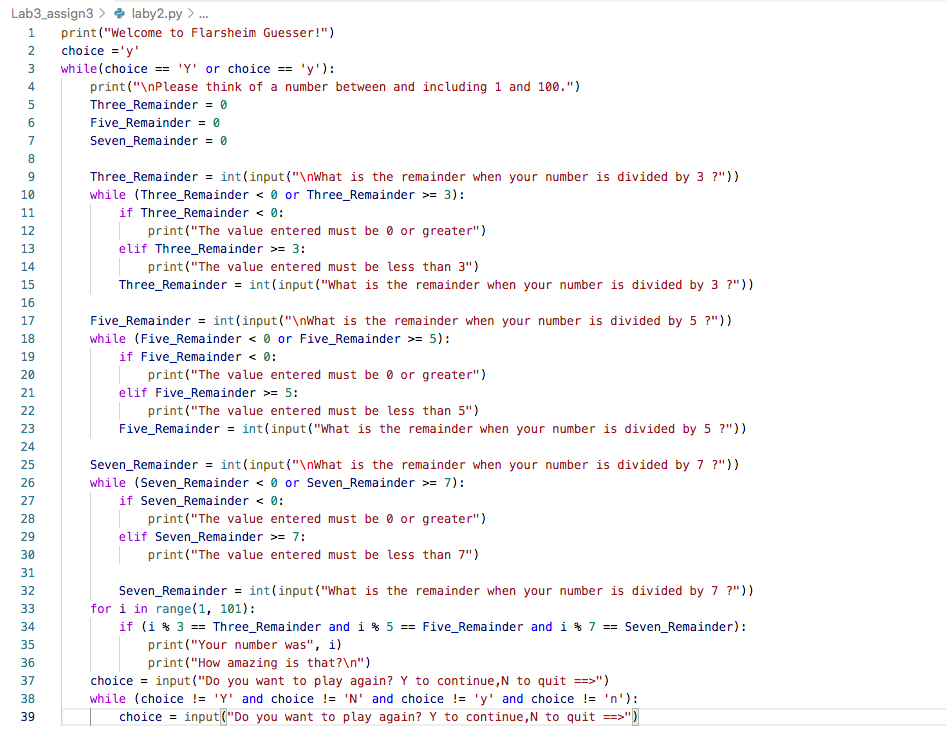 Lab3_assign3 > laby2.py > ...
1 print("Welcome to Flarsheim Guesser!")
2 choice ='y'
3 while(choice == 'Y' or choice == 'y'):
4     print("\nPlease think of a number between and including 1 and 100.")
5     Three_Remainder = 0
6     Five_Remainder = 0
7     Seven_Remainder = 0
8
9     Three_Remainder = int(input("\nWhat is the remainder when your number is divided by 3 ?"))
10     while (Three_Remainder < 0 or Three_Remainder >= 3):
11         if Three_Remainder < 0:
12             print("The value entered must be 0 or greater")
13         elif Three_Remainder >= 3:
14             print("The value entered must be less than 3")
15         Three_Remainder = int(input("What is the remainder when your number is divided by 3 ?"))
16
17     Five_Remainder = int(input("\nWhat is the remainder when your number is divided by 5 ?"))
18     while (Five_Remainder < 0 or Five_Remainder >= 5):
19         if Five_Remainder < 0:
20             print("The value entered must be 0 or greater")
21         elif Five_Remainder >= 5:
22             print("The value entered must be less than 5")
23         Five_Remainder = int(input("What is the remainder when your number is divided by 5 ?"))
24
25     Seven_Remainder = int(input("\nWhat is the remainder when your number is divided by 7 ?"))
26     while (Seven_Remainder < 0 or Seven_Remainder >= 7):
27         if Seven_Remainder < 0:
28             print("The value entered must be 0 or greater")
29         elif Seven_Remainder >= 7:
30             print("The value entered must be less than 7")
31
32         Seven_Remainder = int(input("What is the remainder when your number is divided by 7 ?"))
33     for i in range(1, 101):
34         if (i % 3 == Three_Remainder and i % 5 == Five_Remainder and i % 7 == Seven_Remainder):
35             print("Your number was", i)
36             print("How amazing is that?\n")
37     choice = input("Do you want to play again? Y to continue,N to quit ==>")
38     while (choice != 'Y' and choice != 'N' and choice != 'y' and choice != 'n'):
39         choice = input("Do you want to play again? Y to continue,N to quit ==>")